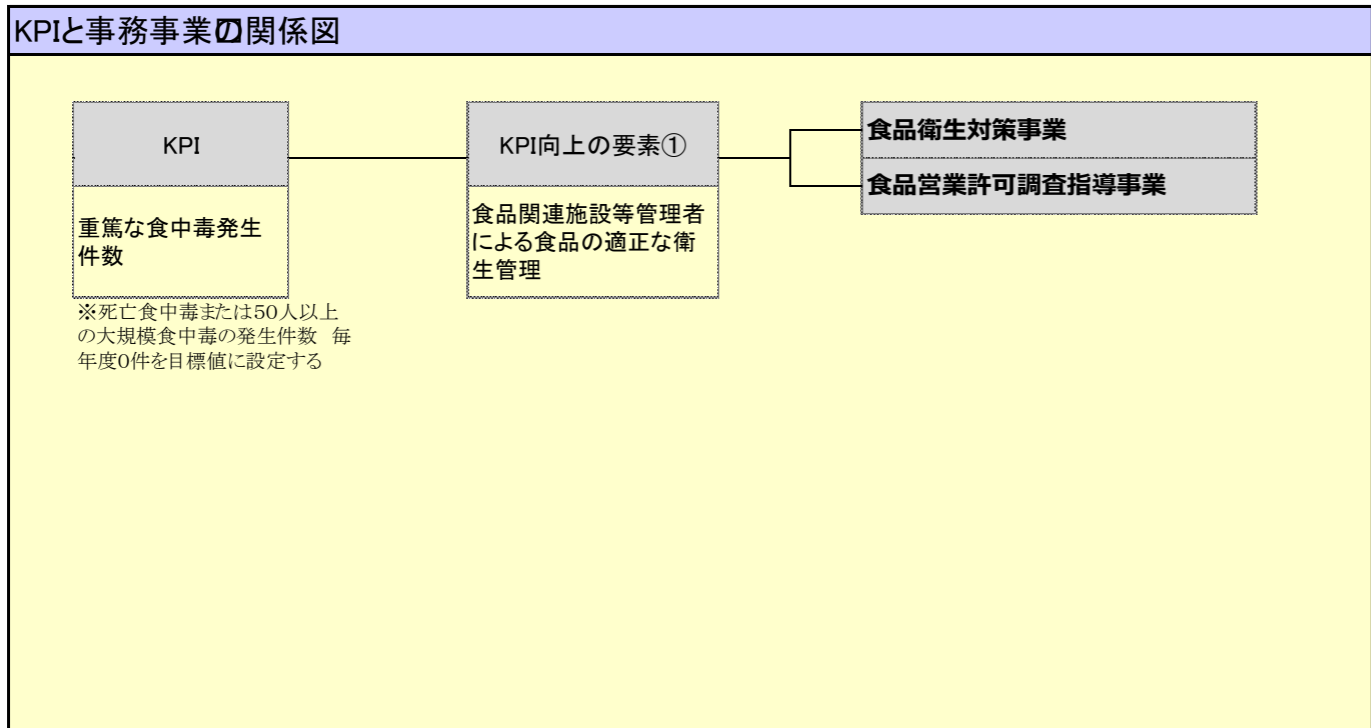 KPIと事務事業の関係図
KPI
重篤な食中毒発生
件数
※死亡食中毒または50人以上
の大規模食中毒の発生件数　毎
年度0件を目標値に設定する
KPI向上の要素①
食品関連施設等管理者
による食品の適正な衛
生管理
食品衛生対策事業
食品営業許可調査指導事業